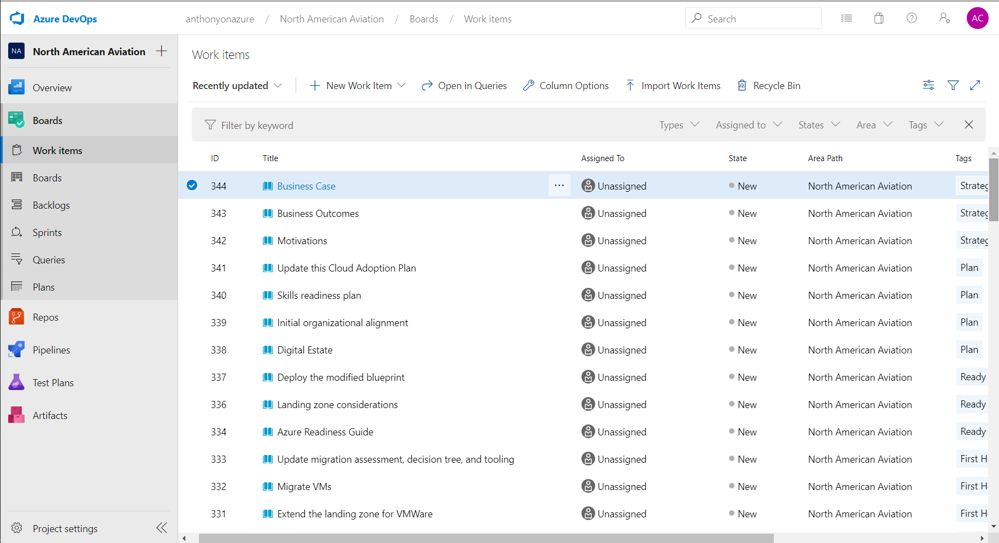 Azure DevOps
anthonyonazure / North American Aviation / Boards / Work items
Search
AC
NA North American Aviation
Overview
Boards
Work items
Boards
Backlogs
Sprints
Queries
Plans
Repos
Pipelines
Test Plans
Artifacts
Project settings
Work items
Recently updated New Work Item Open in Queries Column Options Import Work Items Recycle Bin
Filter by keyword Types Assigned to States Area Tags
ID Title Assigned To State Area Path Tags
344 Business Case ... Unassigned New North American Aviation Strateg
343 Business Outcomes Unassigned New North American Aviation Strateg
342 Motivations Unassigned New North American Aviation Strateg
341 Update this Cloud Adoption Plan Unassigned New North American Aviation Plan
340 Skills readiness plan Unassigned New North American Aviation Plan
339 Initial organizational alignment Unassigned New North American Aviation Plan
338 Digital Estate Unassigned New North American Aviation Plan
337 Deploy the modified blueprint Unassigned New North American Aviation Ready
336 Landing zone considerations Unassigned New North American Aviation Ready
334 Azure Readiness Guide Unassigned New North American Aviation Ready
333 Update migration assessment, decision tree, and tooling Unassigned New North American Aviation First H
332 Migrate VMs Unassigned New North American Aviation First H
331 Extend the landing zone for VMWare Unassigned New North American Aviation First H